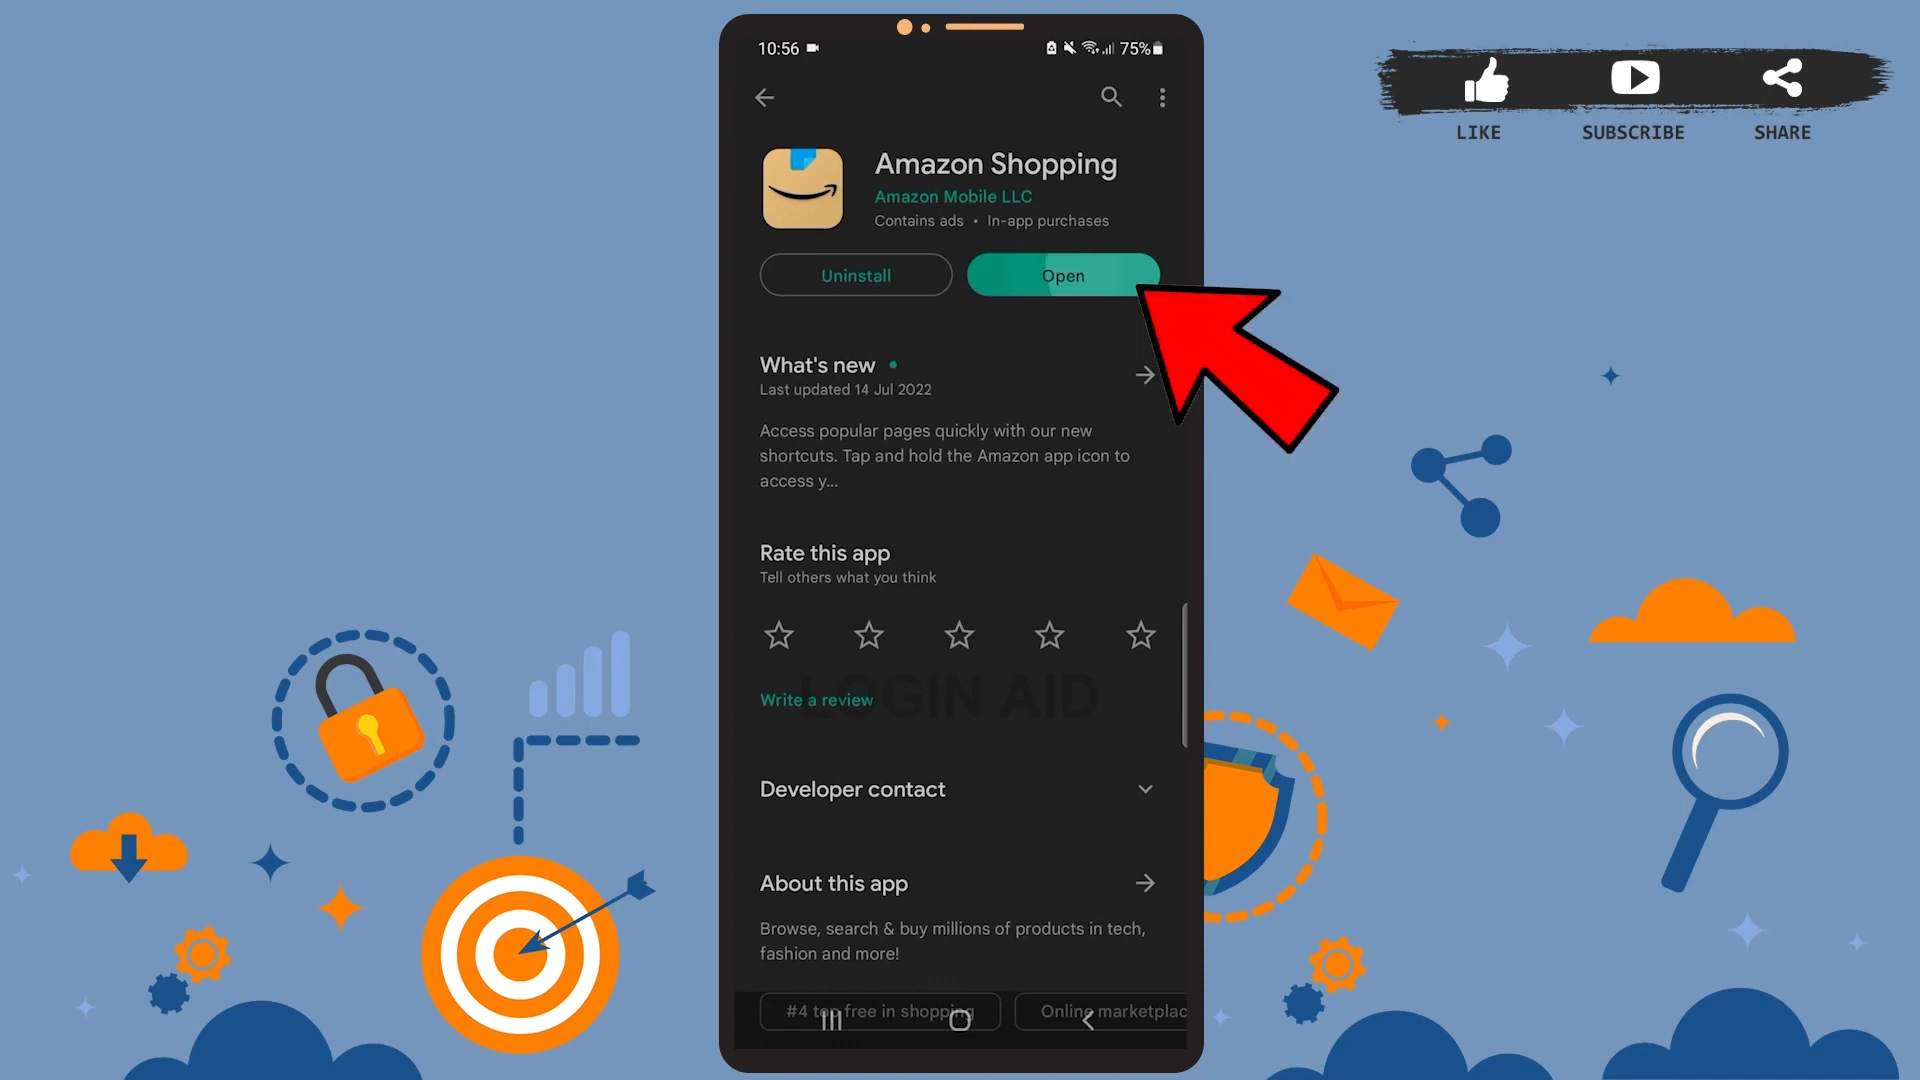 10:56
75%
LIKE
SUBSCRIBE
SHARE
Amazon Shopping
Amazon Mobile LLC
Contains ads • In-app purchases
Uninstall
Open
What's new
Last updated 14 Jul 2022
Access popular pages quickly with our new
shortcuts. Tap and hold the Amazon app icon to
access y...
Rate this app
Tell others what you think
LOGIN AID
Write a review
Developer contact
About this app
Browse, search & buy millions of products in tech,
fashion and more!
#4 top free in shopping
Online marketplac